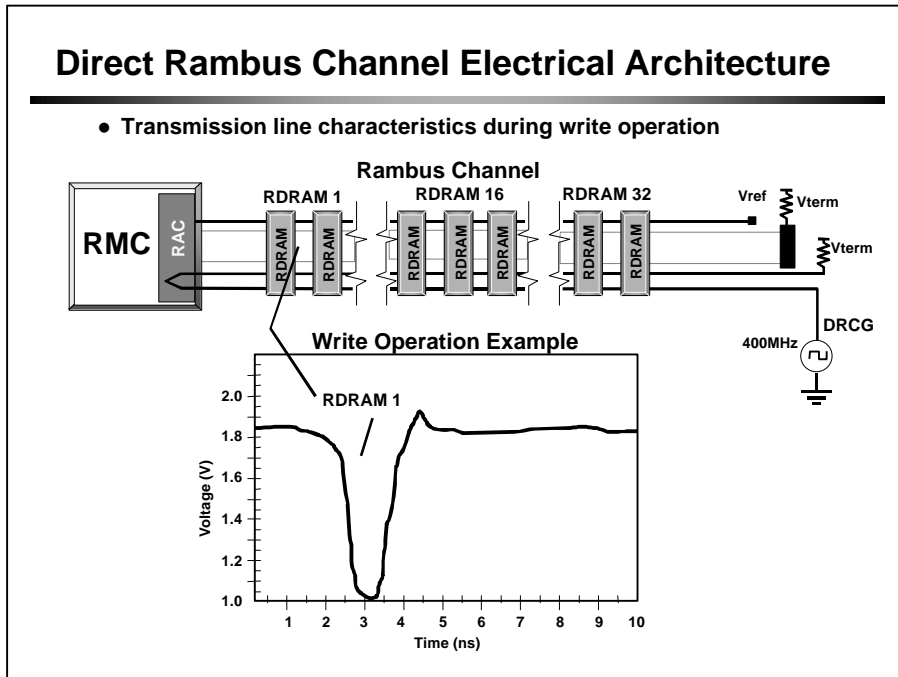 Direct Rambus Channel Electrical Architecture
● Transmission line characteristics during write operation
Rambus Channel
RDRAM 1
RDRAM 16
RDRAM 32
Vref
Vterm
RMC
RAC
RDRAM
RDRAM
RDRAM
RDRAM
RDRAM
RDRAM
RDRAM
Vterm
DRCG
400MHz
Write Operation Example
RDRAM 1
Voltage (V)
2.0
1.8
1.6
1.4
1.2
1.0
1 2 3 4 5 6 7 8 9 10
Time (ns)